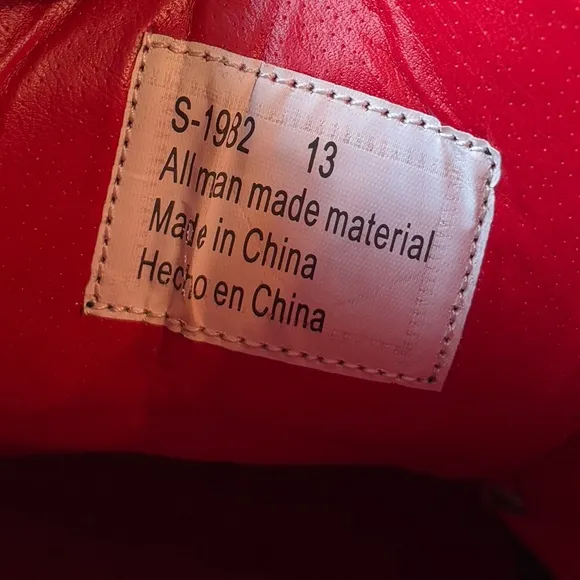 S-1982 13
All man made material
Made in China
Hecho en China